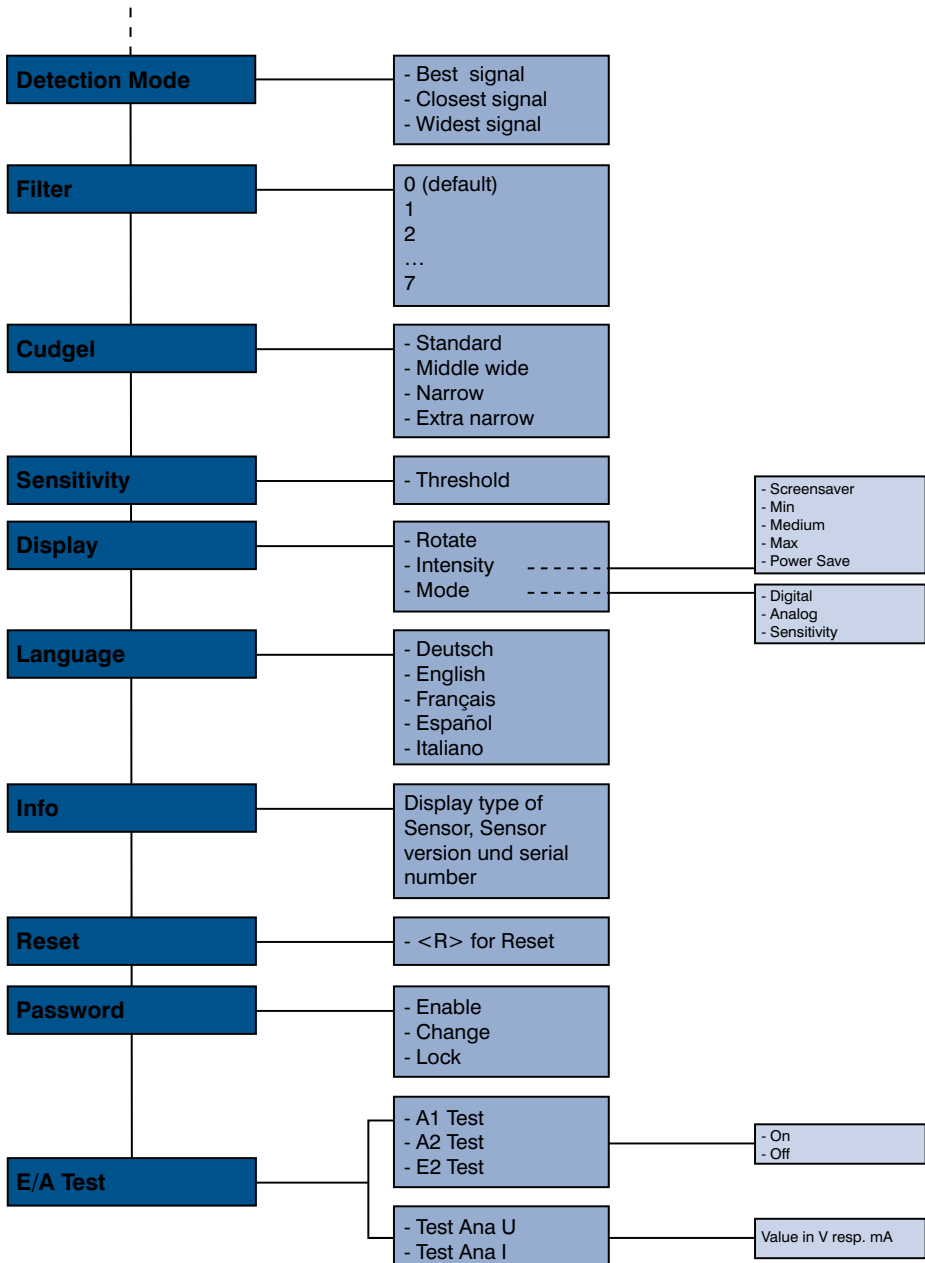 Detection Mode
- Best signal
- Closest signal
- Widest signal
Filter
0 (default)
1
2
…
7
Cudgel
- Standard
- Middle wide
- Narrow
- Extra narrow
Sensitivity
- Threshold
Display
- Rotate
- Intensity
- Mode
- Screensaver
- Min
- Medium
- Max
- Power Save
- Digital
- Analog
- Sensitivity
Language
- Deutsch
- English
- Français
- Español
- Italiano
Info
Display type of
Sensor, Sensor
version und serial
number
Reset
- <R> for Reset
Password
- Enable
- Change
- Lock
E/A Test
- A1 Test
- A2 Test
- E2 Test
- On
- Off
- Test Ana U
- Test Ana I
Value in V resp. mA